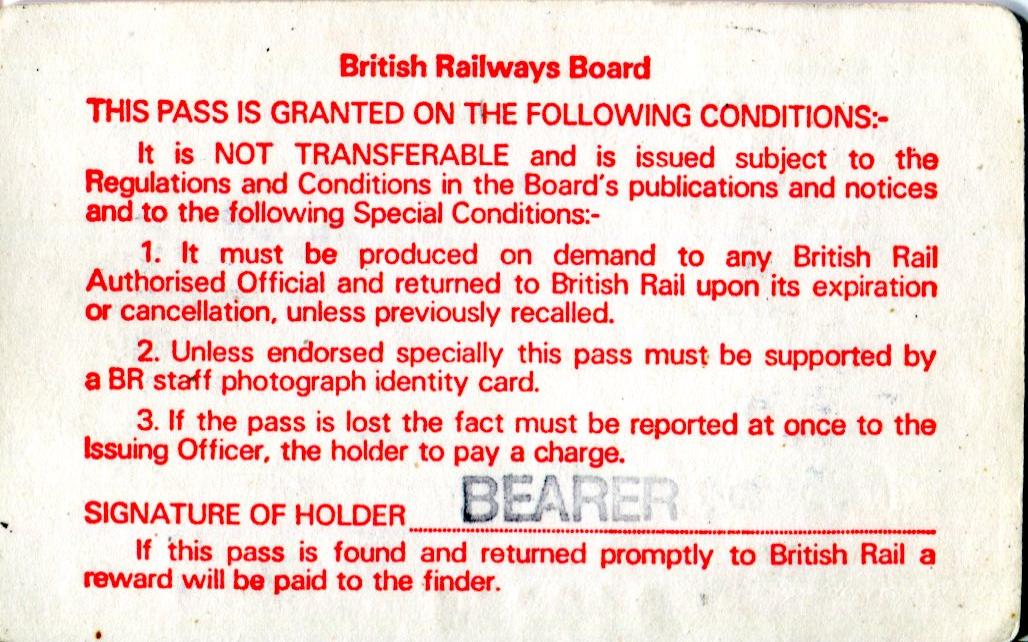 British Railways Board
THIS PASS IS GRANTED ON THE FOLLOWING CONDITIONS:-
It is NOT TRANSFERABLE and is issued subject to the
Regulations and Conditions in the Board's publications and notices
and to the following Special Conditions:-
1. It must be produced on demand to any British Rail
Authorised Official and returned to British Rail upon its expiration
or cancellation, unless previously recalled.
2. Unless endorsed specially this pass must be supported by
a BR staff photograph identity card.
3. If the pass is lost the fact must be reported at once to the
Issuing Officer, the holder to pay a charge.
SIGNATURE OF HOLDER BEARER
If this pass is found and returned promptly to British Rail a
reward will be paid to the finder.